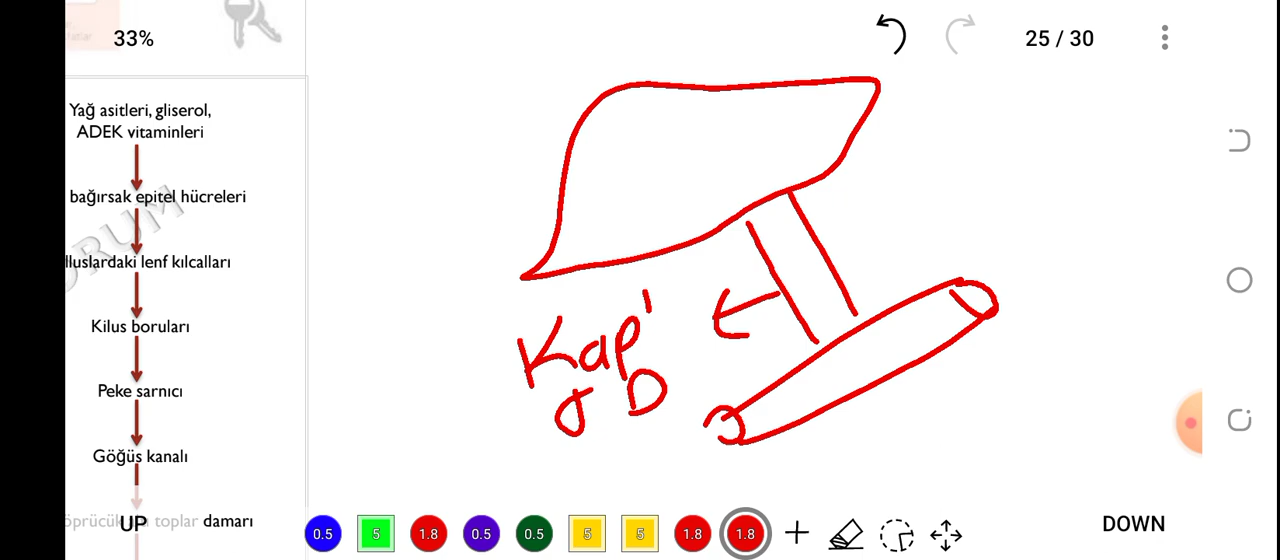 33%
25 / 30
Yağ asitleri, gliserol,
ADEK vitaminleri
bağırsak epitel hücreleri
lluslardaki lenf kılcalları
Kilus boruları
Peke sarnıcı
Göğüs kanalı
toplar damarı
UP
Kap'
D
0.5
5
1.8
0.5
0.5
5
5
1.8
1.8
DOWN